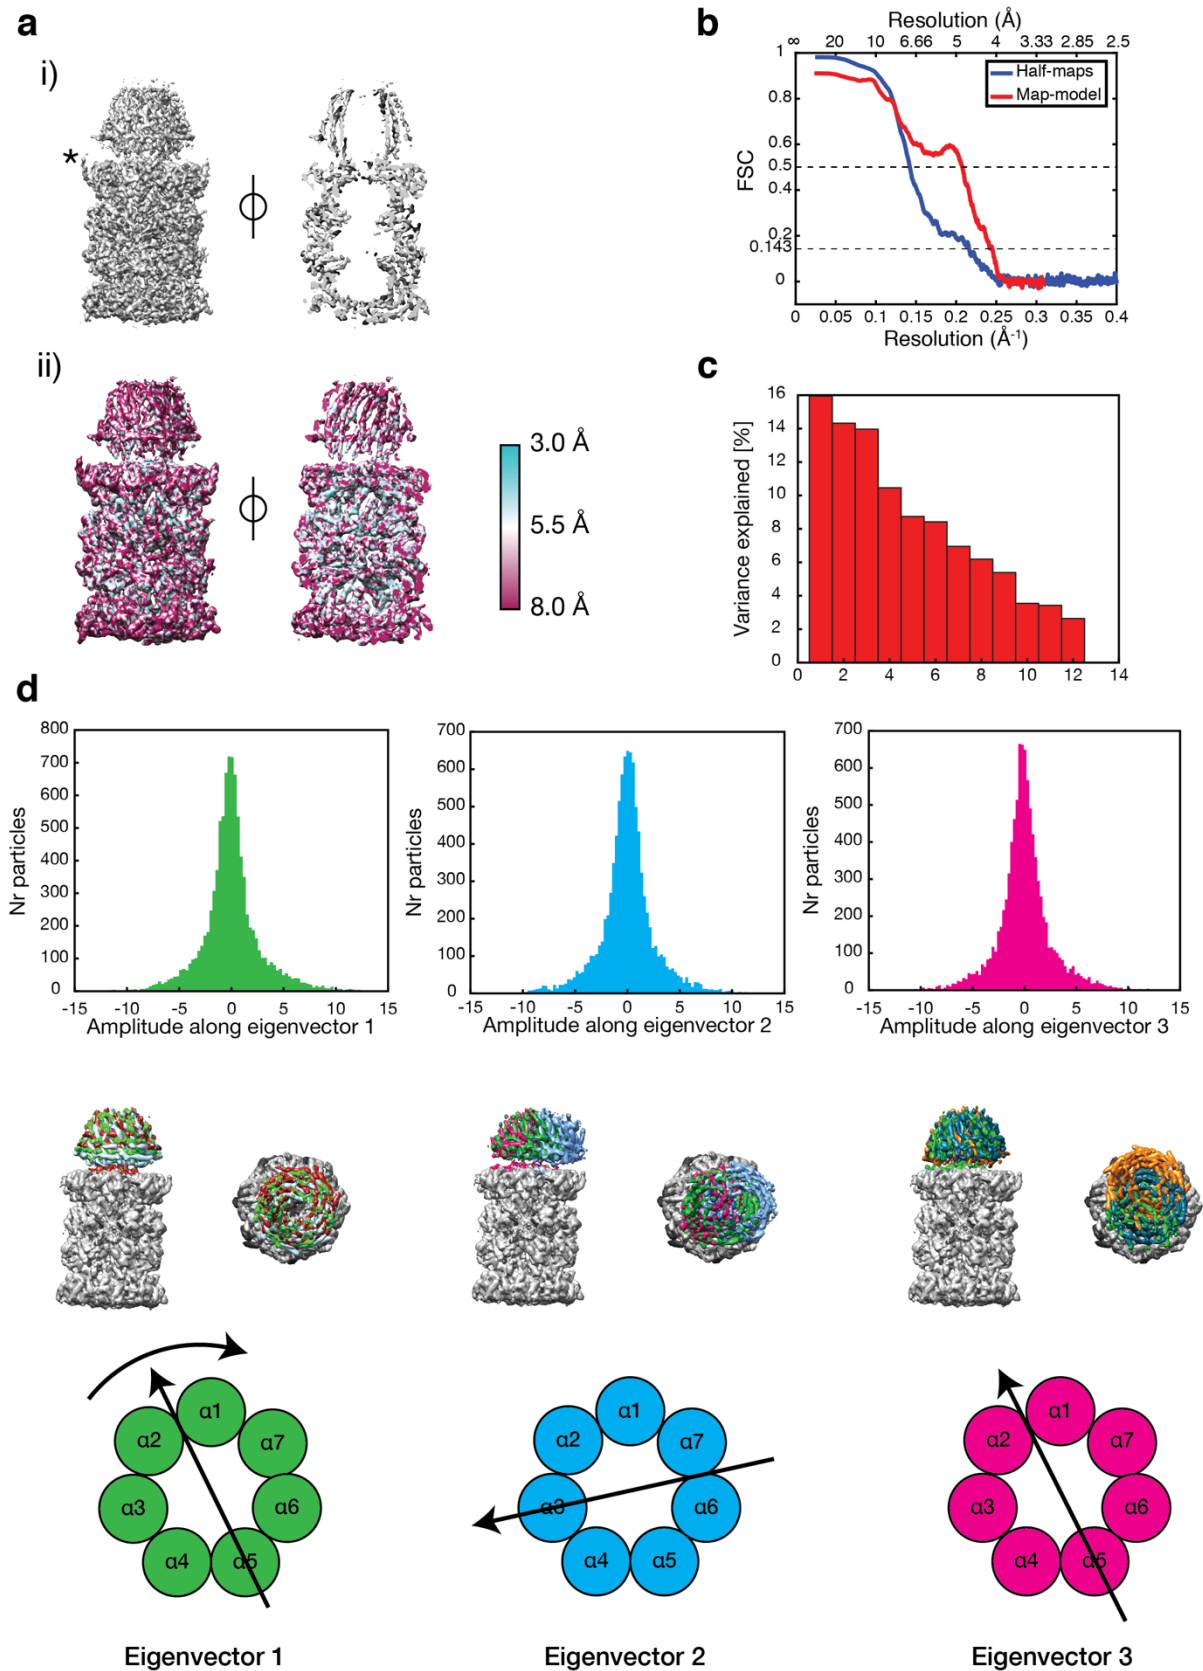 a
i)
*
ii)
3.0 Å
5.5 Å
8.0 Å
b
Resolution (Å)
∞ 20 10 6.66 5 4 3.33 2.85 2.5
1
0.8
0.6
0.5
0.4
0.2
0.143
0
FSC
Half-maps
Map-model
0 0.05 0.1 0.15 0.2 0.25 0.3 0.35 0.4
Resolution (Å-1)
c
16
14
12
10
8
6
4
2
0
Variance explained [%]
0 2 4 6 8 10 12 14
d
800
700
600
500
400
300
200
100
0
Nr particles
-15 -10 -5 0 5 10 15
Amplitude along eigenvector 1
700
600
500
400
300
200
100
0
Nr particles
-15 -10 -5 0 5 10 15
Amplitude along eigenvector 2
700
600
500
400
300
200
100
0
Nr particles
-15 -10 -5 0 5 10 15
Amplitude along eigenvector 3
α1
α2 α7
α3 α6
α4 α5
Eigenvector 1
α1
α2 α7
α3 α6
α4 α5
Eigenvector 2
α1
α2 α7
α3 α6
α4 α5
Eigenvector 3